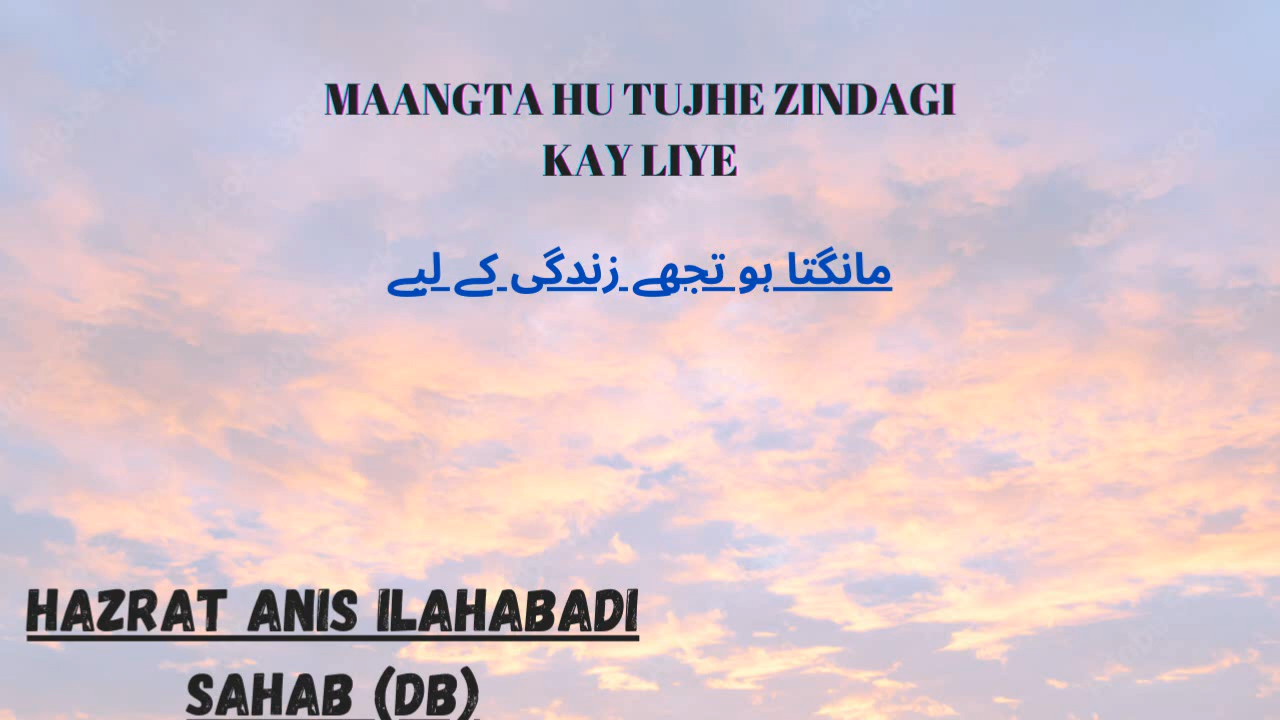 MAANGTA HU TUJHE ZINDAGI
KAY LIYE
مانگتا ہو تجھے زندگی کے لیے
HAZRAT ANIS ILAHABADI
SAHAB (DB)